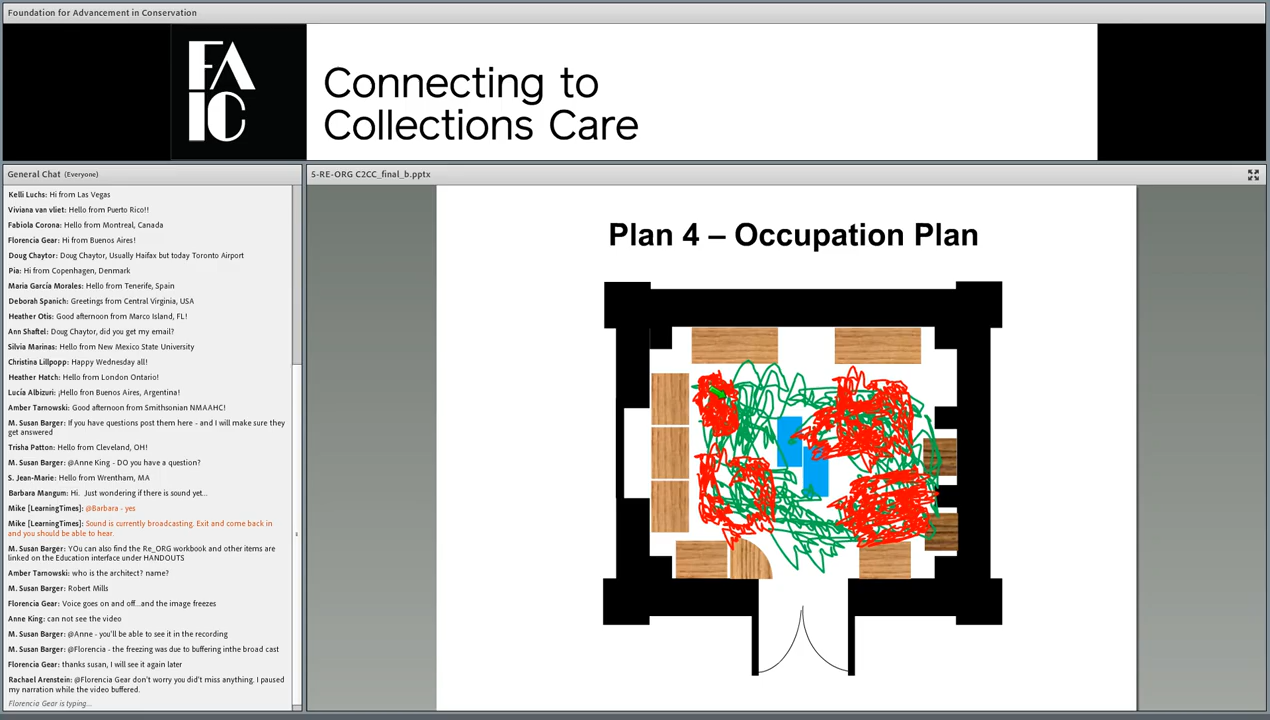 Foundation for Advancement in Conservation
FA
IC
Connecting to
Collections Care
General Chat (Everyone)
Kelli Luchs: Hi from Las Vegas
Viviana van vliet: Hello from Puerto Rico!!
Fabiola Corona: Hello from Montreal, Canada
Florencia Gear: Hi from Buenos Aires!
Doug Chaytor: Doug Chaytor, Usually Haifax but today Toronto Airport
Pia: Hi from Copenhagen, Denmark
Maria García Morales: Hello from Tenerife, Spain
Deborah Spanich: Greetings from Central Virginia, USA
Heather Otis: Good afternoon from Marco Island, FL!
Ann Shaftel: Doug Chaytor, did you get my email?
Silvia Marinas: Hello from New Mexico State University
Christina Lillpopp: Happy Wednesday all!
Heather Hatch: Hello from London Ontario!
Lucía Albizuri: ¡Hello fron Buenos Aires, Argentina!
Amber Tarnowski: Good afternoon from Smithsonian NMAAHC!
M. Susan Barger: If you have questions post them here - and I will make sure they
get answered
Trisha Patton: Hello from Cleveland, OH!
M. Susan Barger: @Anne King - DO you have a question?
S. Jean-Marie: Hello from Wrentham, MA
Barbara Mangum: Hi.  Just wondering if there is sound yet...
Mike [LearningTimes]: @Barbara - yes
Mike [LearningTimes]: Sound is currently broadcasting. Exit and come back in
and you should be able to hear.
M. Susan Barger: YOu can also find the Re_ORG workbook and other items are
linked on the Education interface under HANDOUTS
Amber Tarnowski: who is the architect? name?
M. Susan Barger: Robert Mills
Florencia Gear: Voice goes on and off...and the image freezes
Anne King: can not see the video
M. Susan Barger: @Anne - you'll be able to see it in the recording
M. Susan Barger: @Florencia - the freezing was due to buffering inthe broad cast
Florencia Gear: thanks susan, I will see it again later
Rachael Arenstein: @Florencia Gear don't worry you did't miss anything. I paused
my narration while the video buffered.
Florencia Gear is typing...
5-RE-ORG C2CC_final_b.pptx
Plan 4 – Occupation Plan